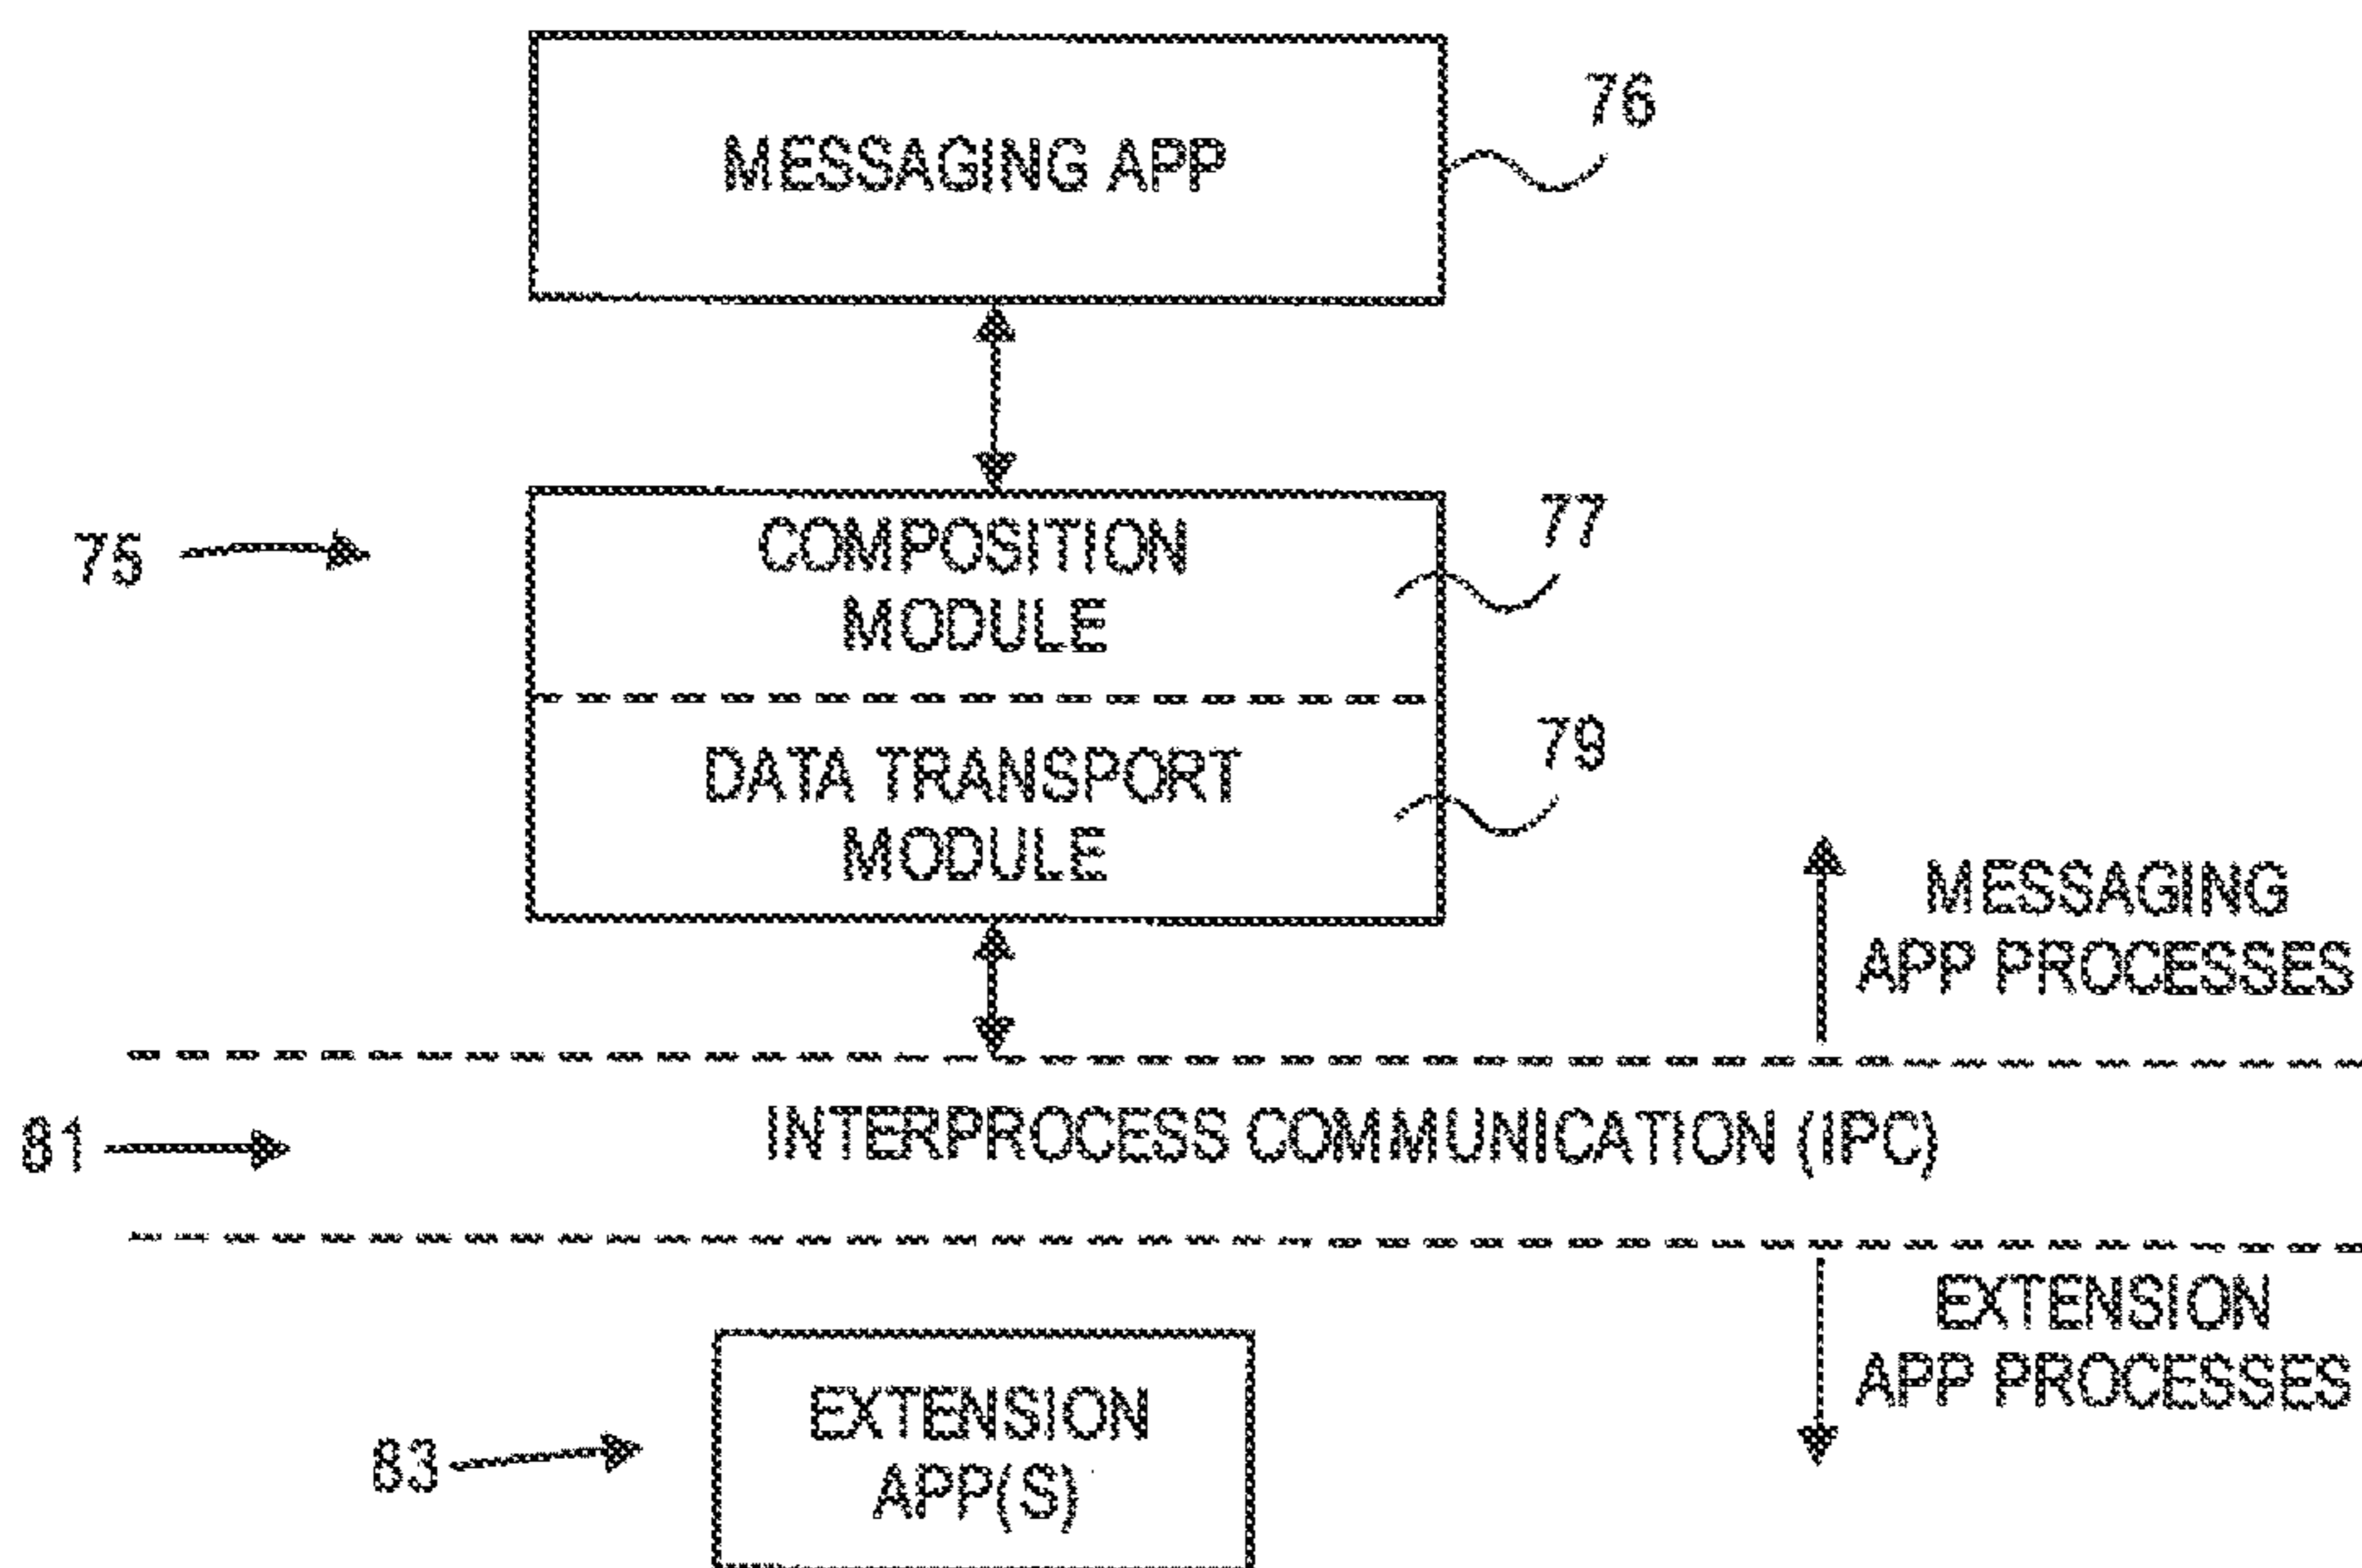 MESSAGING APP
76
75
COMPOSITION
MODULE
77
DATA TRANSPORT
MODULE
79
MESSAGING
APP PROCESSES
81
INTERPROCESS COMMUNICATION (IPC)
EXTENSION
APP PROCESSES
83
EXTENSION
APP(S)